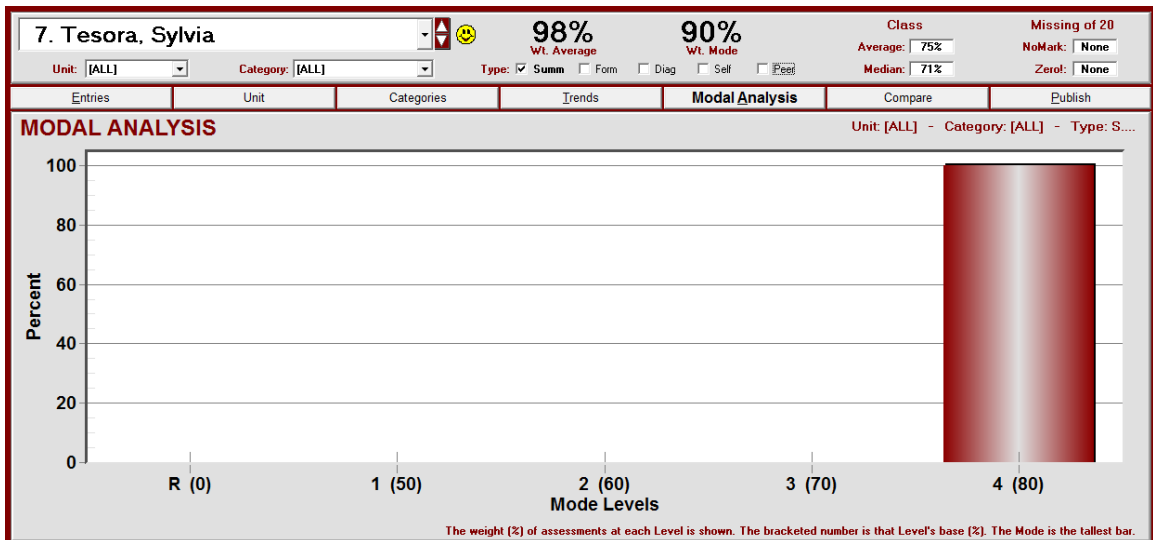 7. Tesora, Sylvia
98%
Wt. Average
90%
Wt. Mode
Class
Average: 75%
Median: 71%
Missing of 20
NoMark: None
Zero!: None
Unit: [ALL] Category: [ALL] Type: Summ Form Diag Self Peer
Entries Unit Categories Trends Modal Analysis Compare Publish
MODAL ANALYSIS
Unit: [ALL] - Category: [ALL] - Type: S....
100
80
60
40
20
0
Percent
R (0) 1 (50) 2 (60) 3 (70) 4 (80)
Mode Levels
The weight (%) of assessments at each Level is shown. The bracketed number is that Level's base (%). The Mode is the tallest bar.